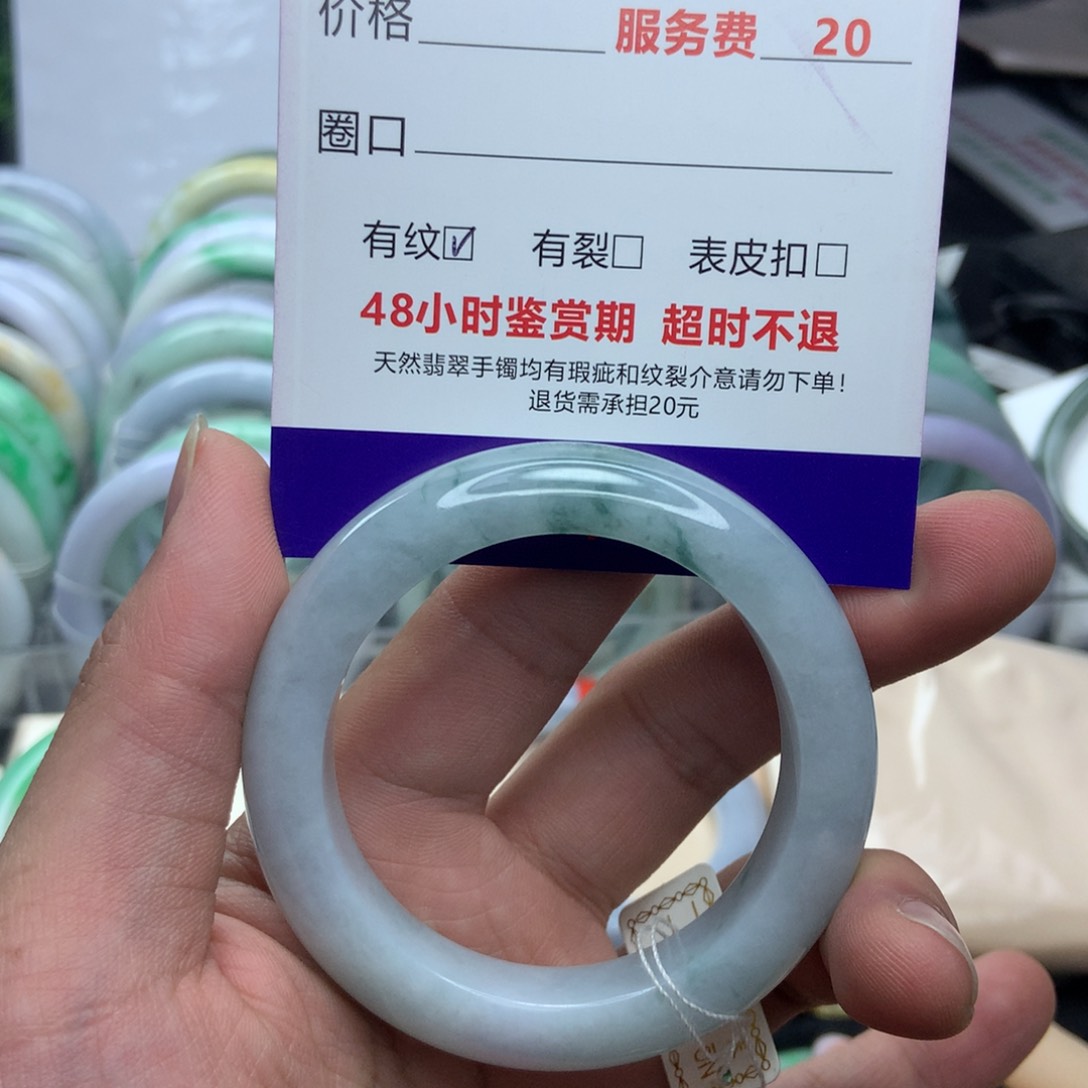 价格 服务费 20
圈口
有纹☑ 有裂□ 表皮扣□
48小时鉴赏期 超时不退
天然翡翠手镯均有瑕疵和纹裂介意请勿下单！
退货需承担20元